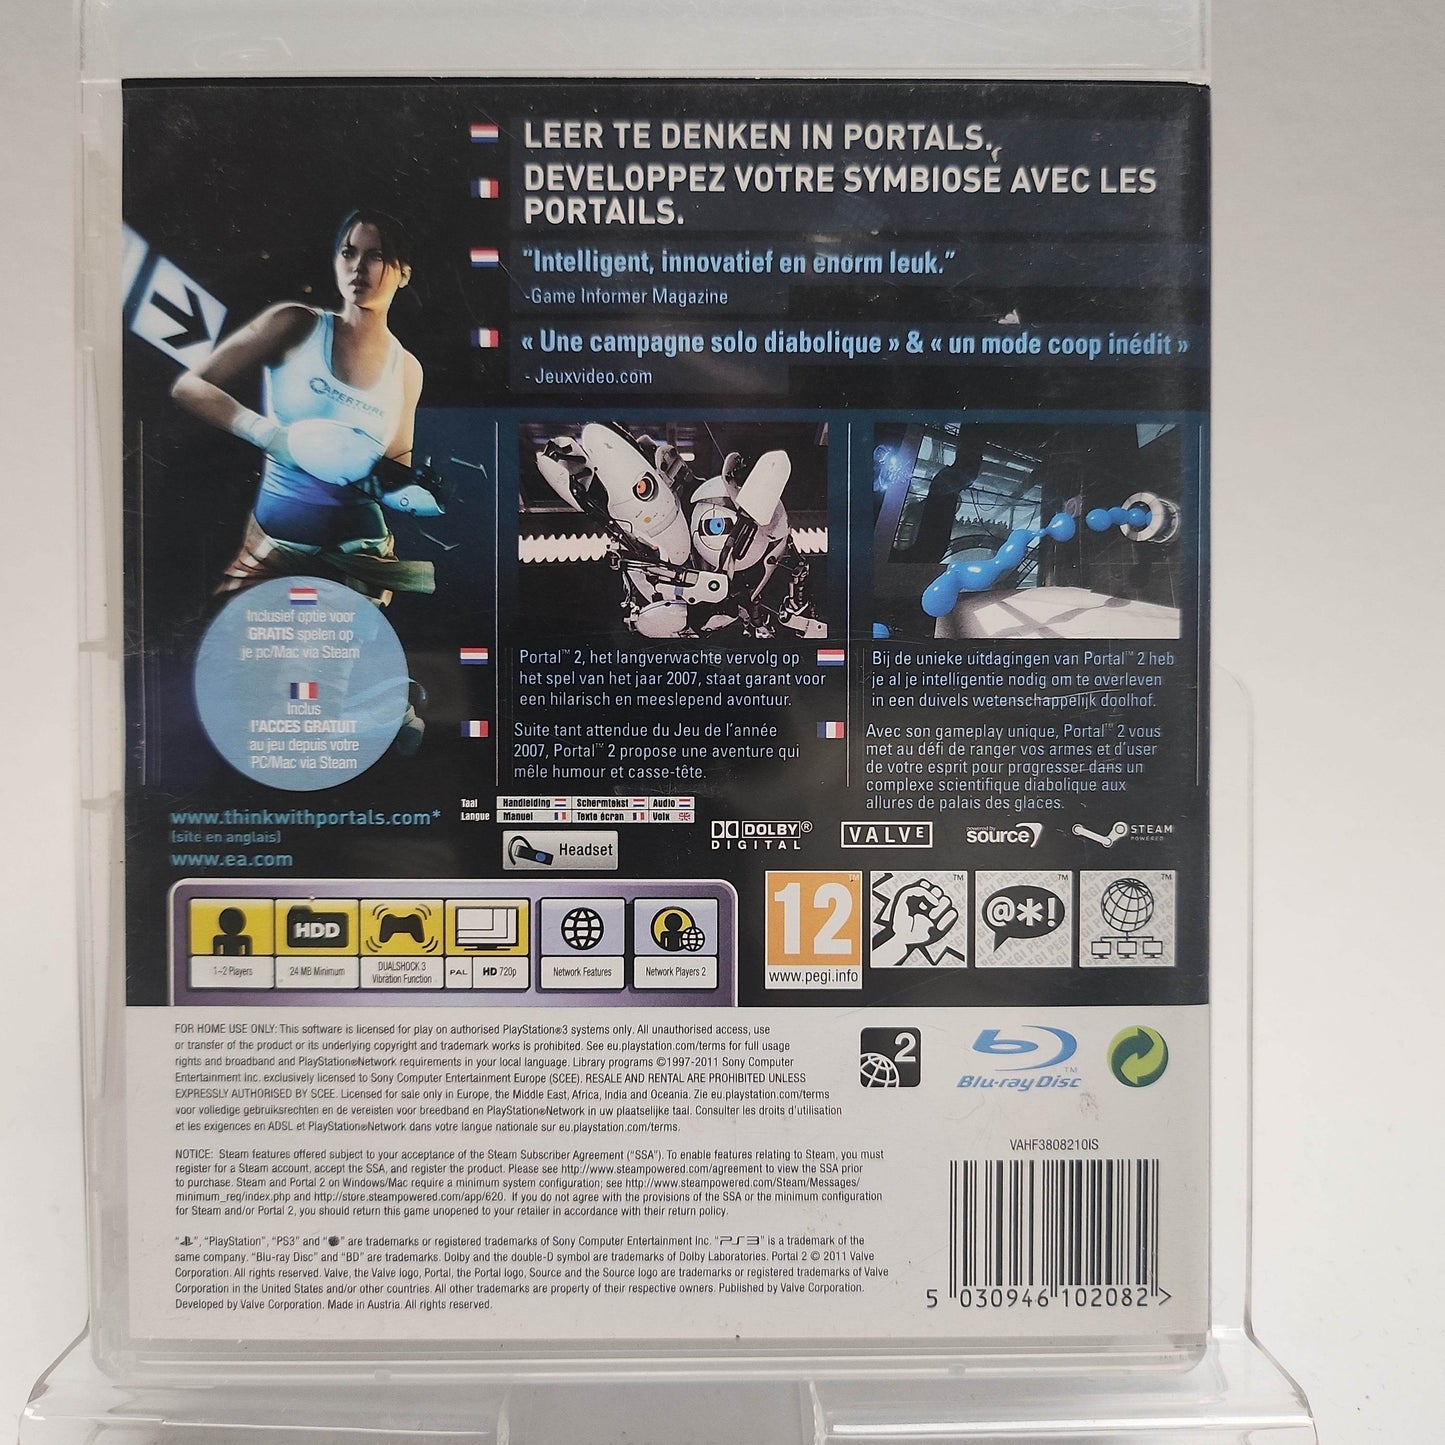 LEER TE DENKEN IN PORTALS.
DEVELOPPEZ VOTRE SYMBIOSE AVEC LES
PORTAILS.
"Intelligent, innovatief en enorm leuk."
-Game Informer Magazine
« Une campagne solo diabolique » & « un mode coop inédit »
- Jeuxvideo.com
APERTURE
Inclusief optie voor
GRATIS spelen op
je pc/Mac via Steam
Inclus
l'ACCES GRATUIT
au jeu depuis votre
PC/Mac via Steam
Portal™ 2, het langverwachte vervolg op
het spel van het jaar 2007, staat garant voor
een hilarisch en meeslepend avontuur.
Suite tant attendue du Jeu de l'année
2007, Portal™ 2 propose une aventure qui
mêle humour et casse-tête.
Bij de unieke uitdagingen van Portal™ 2 heb
je al je intelligentie nodig om te overleven
in een duivels wetenschappelijk doolhof.
Avec son gameplay unique, Portal™ 2 vous
met au défi de ranger vos armes et d'user
de votre esprit pour progresser dans un
complexe scientifique diabolique aux
allures de palais des glaces.
www.thinkwithportals.com*
(site en anglais)
www.ea.com
Taal Handleiding Schermtekst Audio
Langue Manuel Texte écran Voix
Headset
DOLBY®
DIGITAL
VALVE
powered by
source
STEAM
POWERED
HDD
1-2 Players
24 MB Minimum
DUALSHOCK 3
Vibration Function
PAL
HD 720p
Network Features
Network Players 2
12
www.pegi.info
@*!
FOR HOME USE ONLY: This software is licensed for play on authorised PlayStation®3 systems only. All unauthorised access, use
or transfer of the product or its underlying copyright and trademark works is prohibited. See eu.playstation.com/terms for full usage
rights and broadband and PlayStation®Network requirements in your local language. Library programs ©1997-2011 Sony Computer
Entertainment Inc. exclusively licensed to Sony Computer Entertainment Europe (SCEE). RESALE AND RENTAL ARE PROHIBITED UNLESS
EXPRESSLY AUTHORISED BY SCEE. Licensed for sale only in Europe, the Middle East, Africa, India and Oceania. Zie eu.playstation.com/terms
voor volledige gebruiksrechten en de vereisten voor breedband en PlayStation®Network in uw plaatselijke taal. Consulter les droits d'utilisation
et les exigences en ADSL et PlayStation®Network dans votre langue nationale sur eu.playstation.com/terms.
2
Blu-ray Disc™
NOTICE: Steam features offered subject to your acceptance of the Steam Subscriber Agreement ("SSA"). To enable features relating to Steam, you must
register for a Steam account, accept the SSA, and register the product. Please see http://www.steampowered.com/agreement to view the SSA prior
to purchase. Steam and Portal 2 on Windows/Mac require a minimum system configuration; see http://www.steampowered.com/Steam/Messages/
minimum_req/index.php and http://store.steampowered.com/app/620. If you do not agree with the provisions of the SSA or the minimum configuration
for Steam and/or Portal 2, you should return this game unopened to your retailer in accordance with their return policy.
" ", "PlayStation", "PS3" and " " are trademarks or registered trademarks of Sony Computer Entertainment Inc. "PS3" is a trademark of the
same company. "Blu-ray Disc" and "BD" are trademarks. Dolby and the double-D symbol are trademarks of Dolby Laboratories. Portal 2 © 2011 Valve
Corporation. All rights reserved. Valve, the Valve logo, Portal, the Portal logo, Source and the Source logo are trademarks or registered trademarks of Valve
Corporation in the United States and/or other countries. All other trademarks are property of their respective owners. Published by Valve Corporation.
Developed by Valve Corporation. Made in Austria. All rights reserved.
VAHF3808210IS
5 030946 102082 >